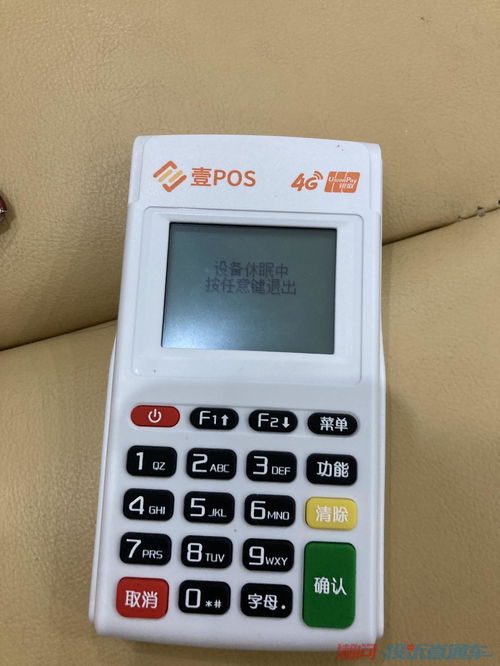 壹POS
4G
UnionPay
银联
设备休眠中
按任意键退出
F1↑ F2↓ 菜单
1 QZ 2 ABC 3 DEF 功能
4 GHI 5 JKL 6 MNO 清除
7 PRS 8 TUV 9 WXY 确认
取消 0 *# 字母.